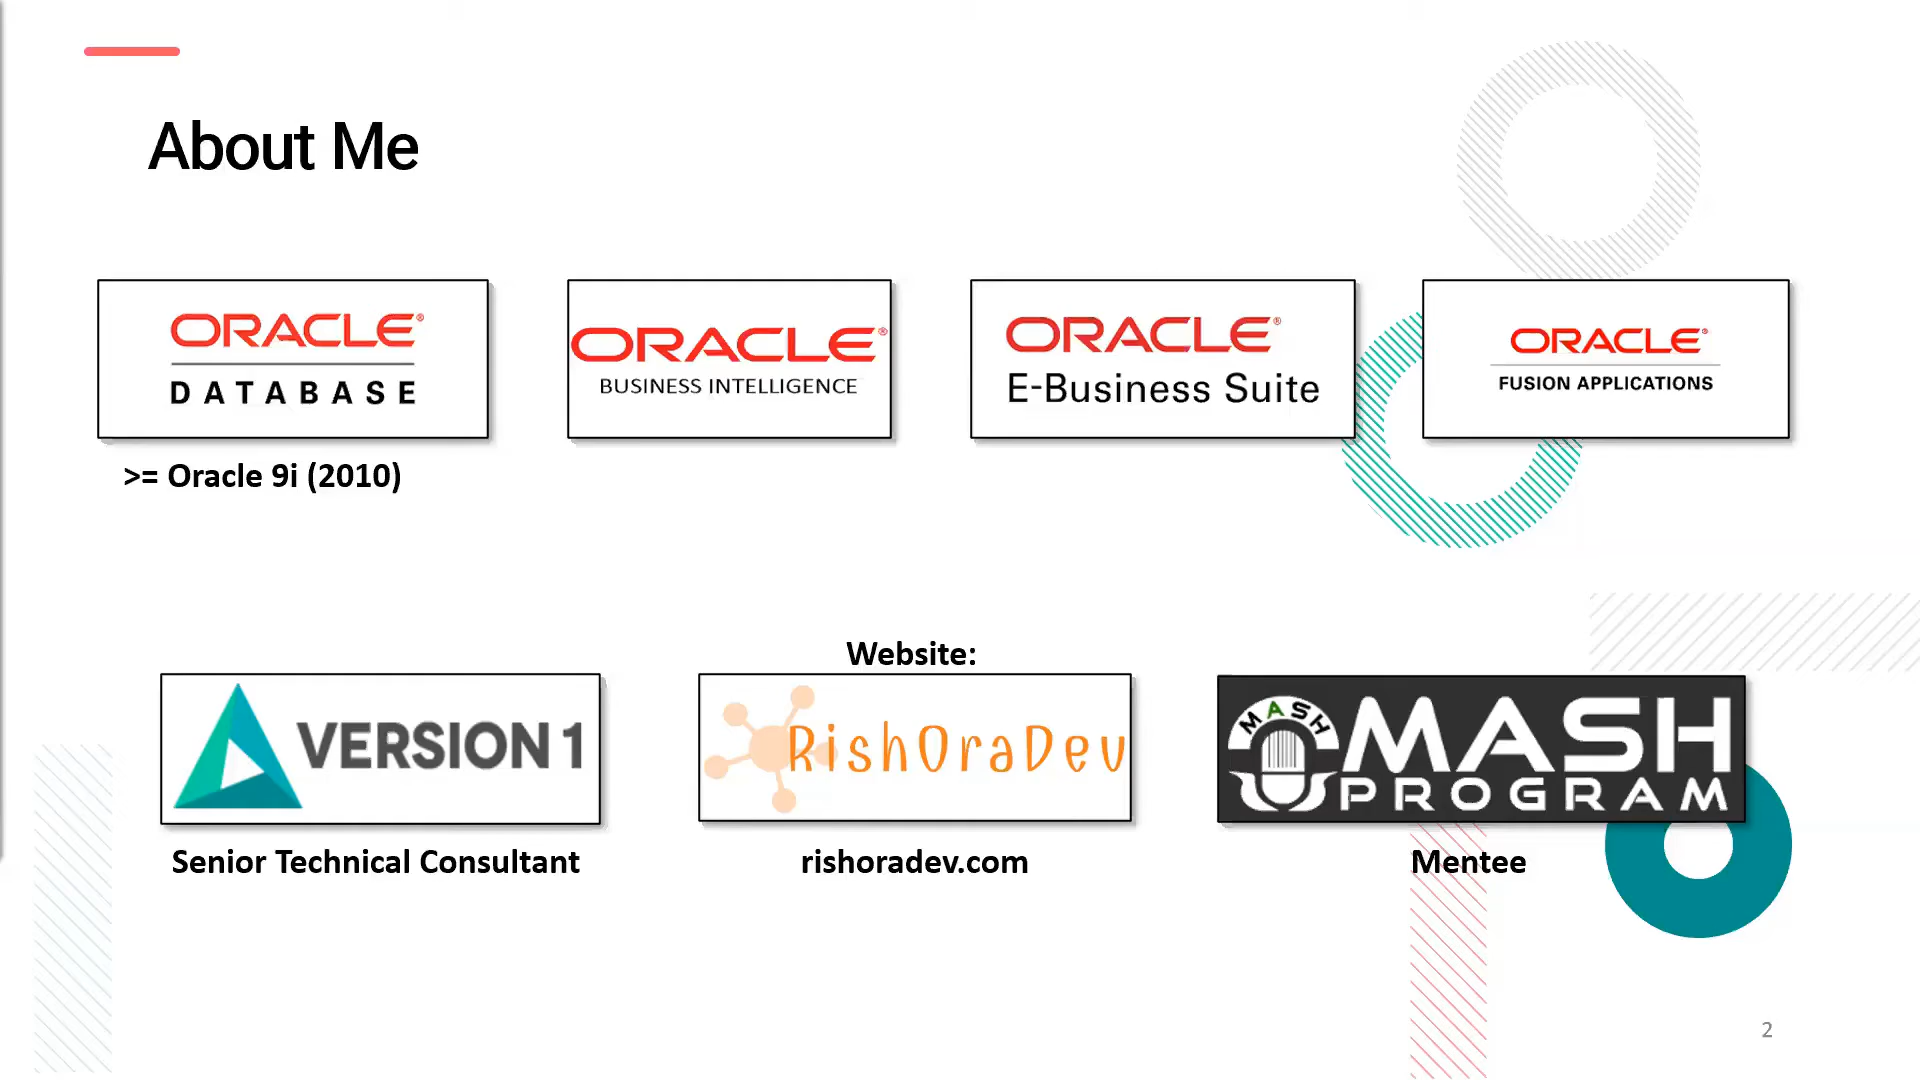 About Me
ORACLE®
DATABASE
ORACLE®
BUSINESS INTELLIGENCE
ORACLE®
E-Business Suite
ORACLE®
FUSION APPLICATIONS
>= Oracle 9i (2010)
Website:
VERSION 1
RishOraDev
MASH
MASH
PROGRAM
Senior Technical Consultant
rishoradev.com
Mentee
2